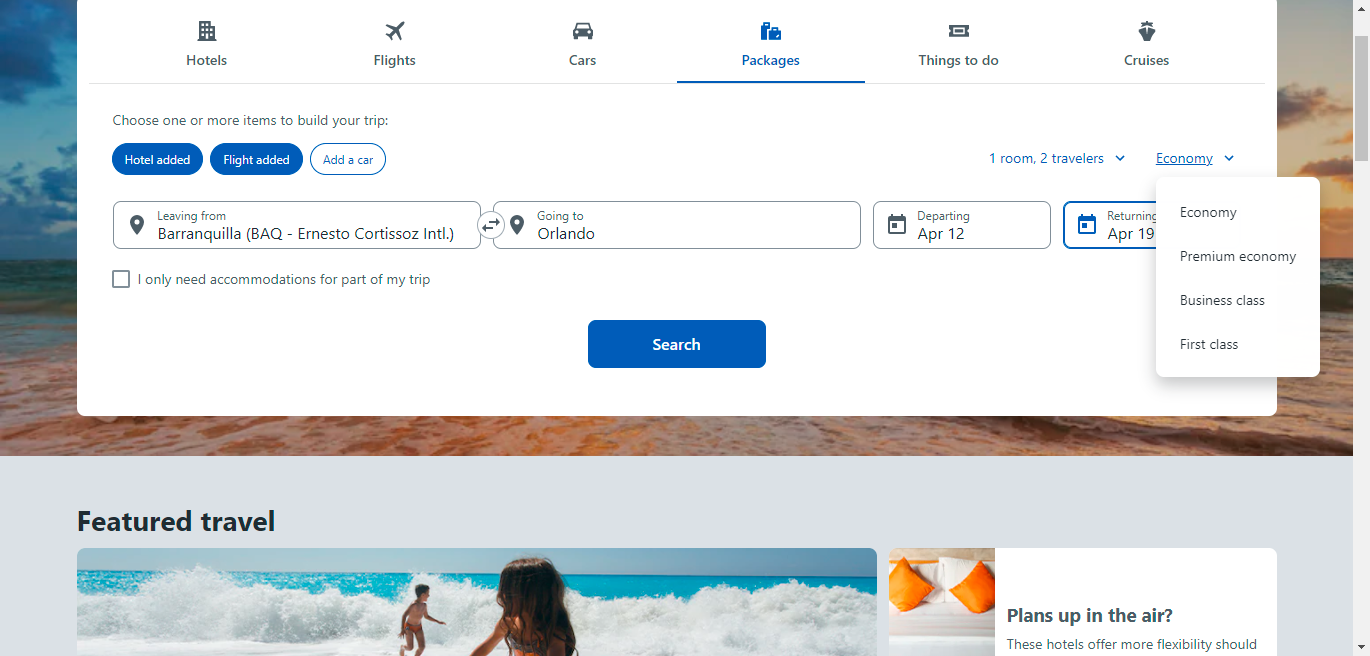 Hotels
Flights
Cars
Packages
Things to do
Cruises
Choose one or more items to build your trip:
Hotel added
Flight added
Add a car
1 room, 2 travelers
Economy
Leaving from
Barranquilla (BAQ - Ernesto Cortissoz Intl.)
Going to
Orlando
Departing
Apr 12
Returning
Apr 19
Economy
Premium economy
Business class
First class
I only need accommodations for part of my trip
Search
Featured travel
Plans up in the air?
These hotels offer more flexibility should